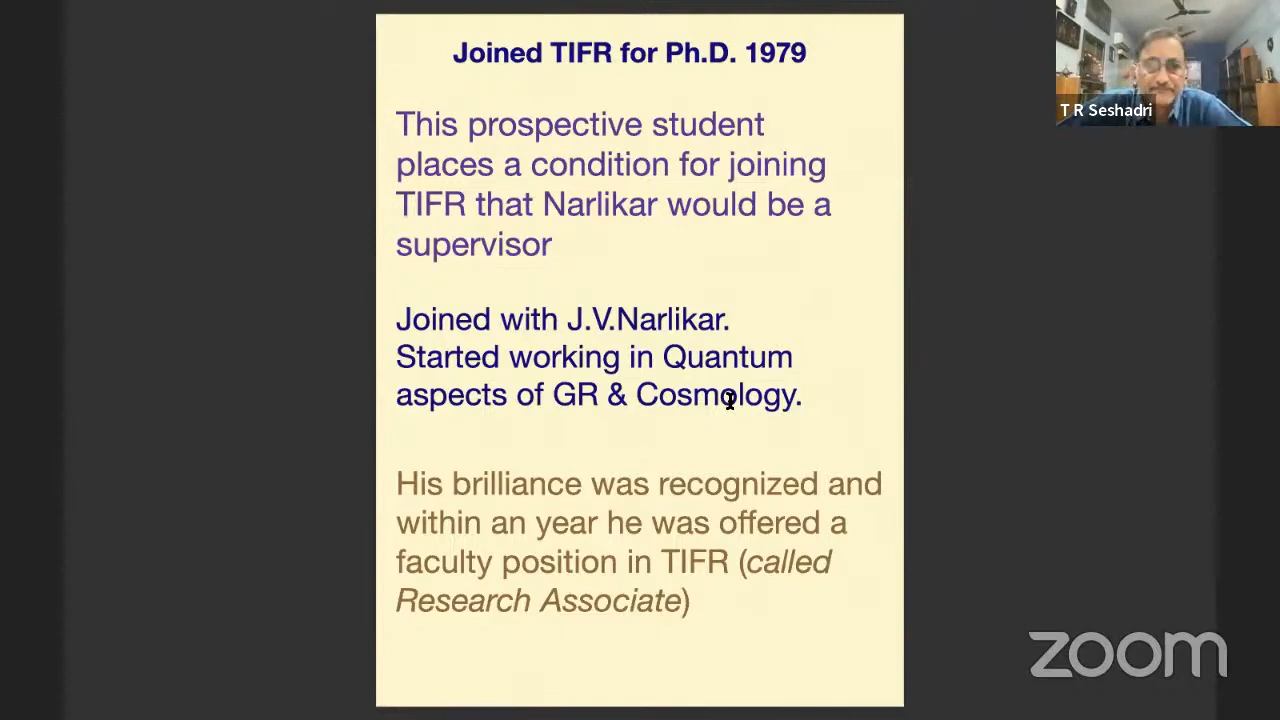 Joined TIFR for Ph.D. 1979
This prospective student
places a condition for joining
TIFR that Narlikar would be a
supervisor
Joined with J.V.Narlikar.
Started working in Quantum
aspects of GR & Cosmology.
His brilliance was recognized and
within an year he was offered a
faculty position in TIFR (called
Research Associate)
T R Seshadri
zoom